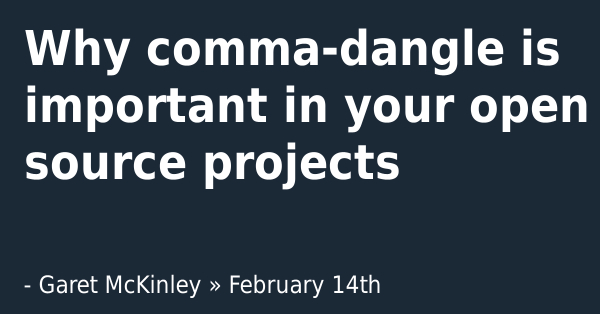 Why comma-dangle is
important in your open
source projects
- Garet McKinley » February 14th